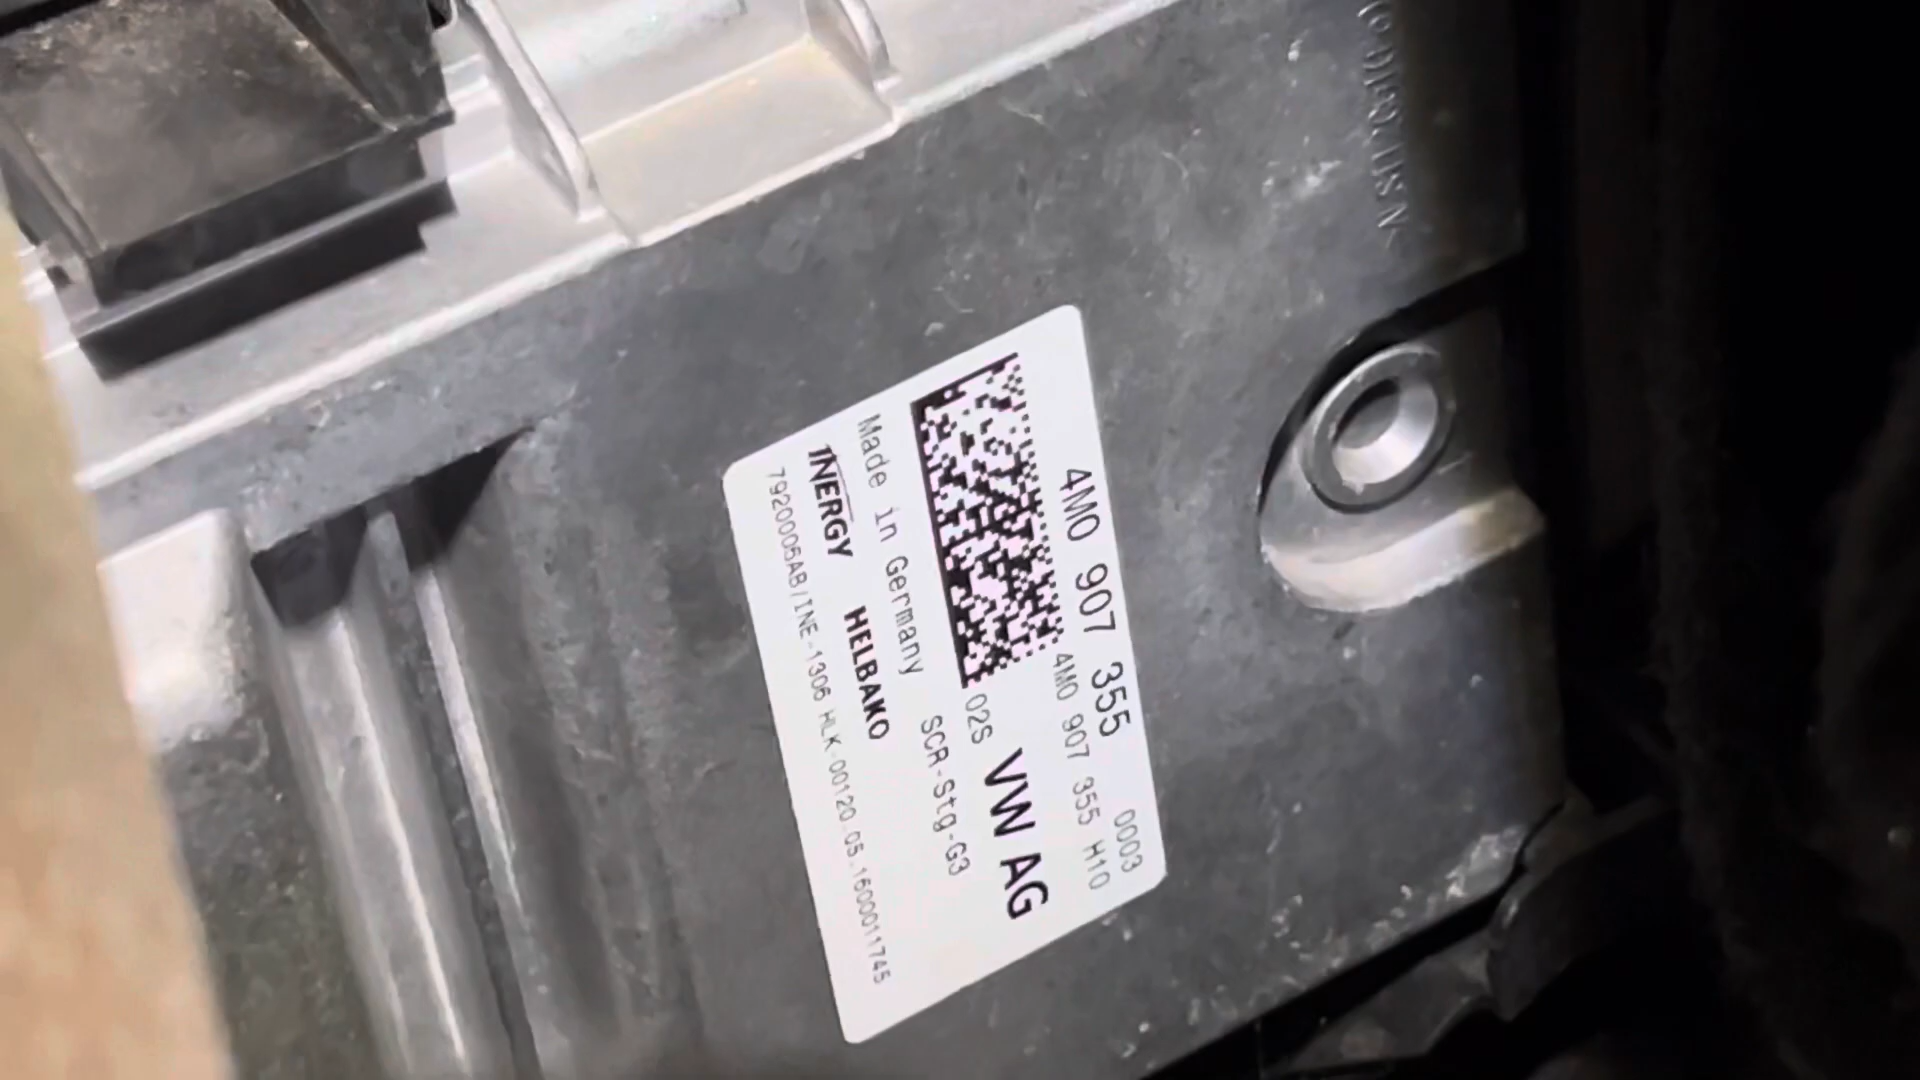 4M0 907 355 0003
4M0 907 355 H10
02S VW AG
Made in Germany SCR-Stg-G3
INERGY HELBAKO
7920005AB/INE-1306 HLK-00120.05.1600011745